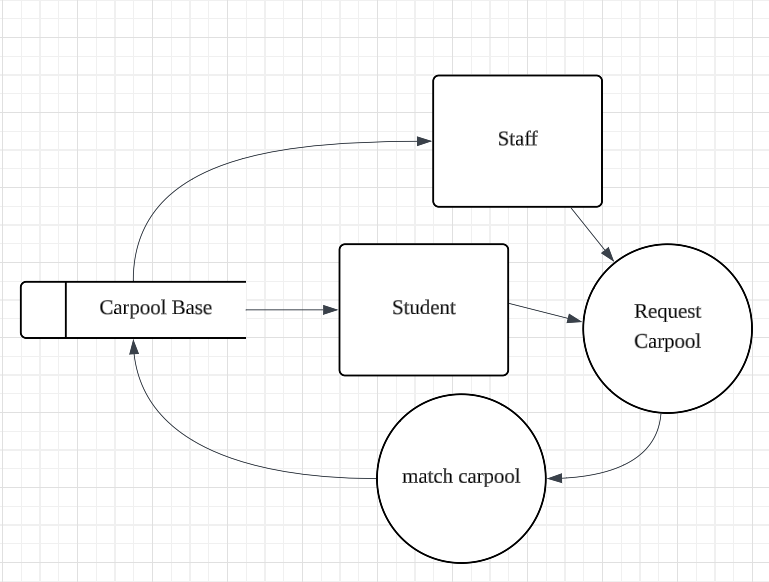 Staff
Carpool Base
Student
Request
Carpool
match carpool